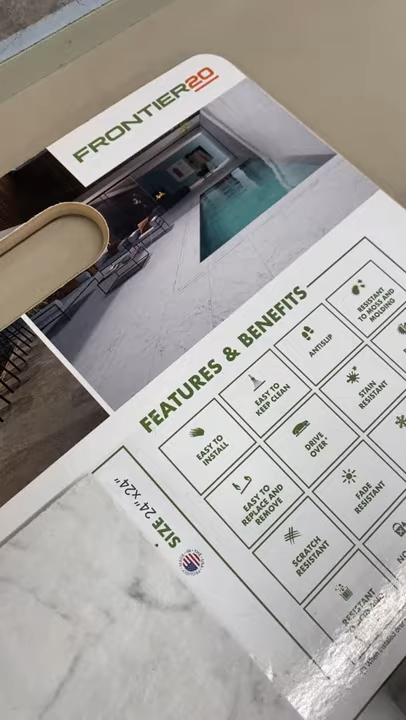 FRONTIER20
FEATURES & BENEFITS
EASY TO
INSTALL
EASY TO
KEEP CLEAN
ANTISLIP
RESISTANT
TO MOSS AND
MOLDING
EASY TO
REPLACE AND
REMOVE
DRIVE
OVER*
STAIN
RESISTANT
SCRATCH
RESISTANT
FADE
RESISTANT
RESISTANT
SIZE 24" x24"